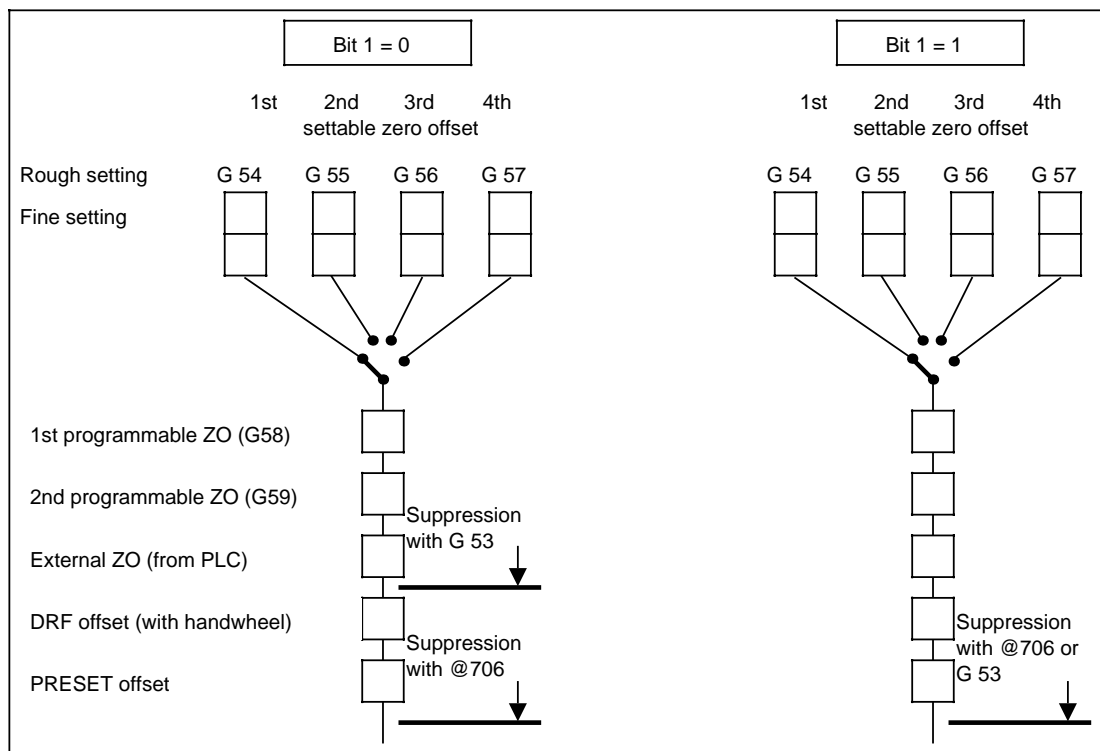 Bit 1 = 0
Bit 1 = 1
1st 2nd 3rd 4th
settable zero offset
1st 2nd 3rd 4th
settable zero offset
Rough setting G 54 G 55 G 56 G 57
G 54 G 55 G 56 G 57
Fine setting
1st programmable ZO (G58)
2nd programmable ZO (G59)
Suppression
with G 53
External ZO (from PLC)
DRF offset (with handwheel)
Suppression
with @706
PRESET offset
Suppression
with @706 or
G 53